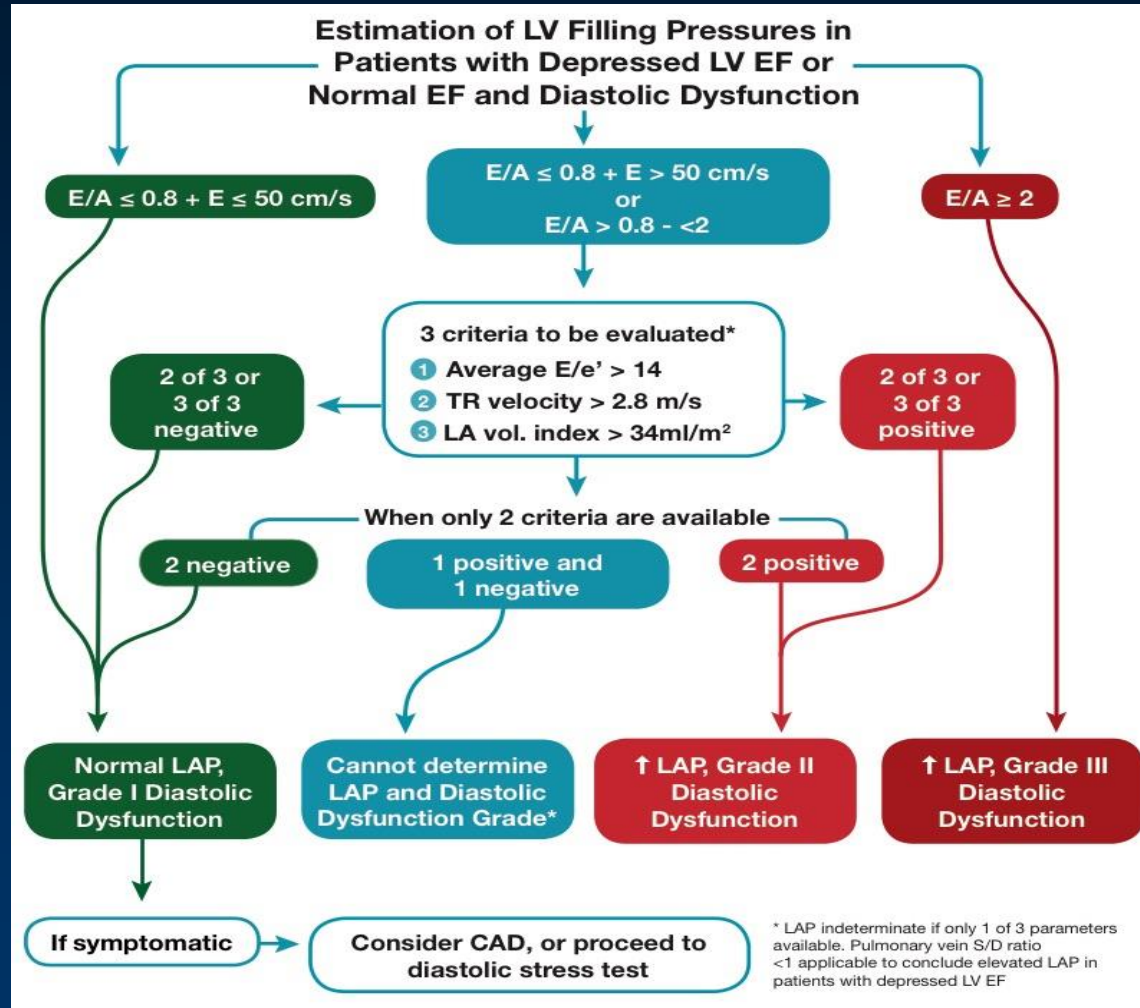 Estimation of LV Filling Pressures in
Patients with Depressed LV EF or
Normal EF and Diastolic Dysfunction
E/A ≤ 0.8 + E ≤ 50 cm/s
E/A ≤ 0.8 + E > 50 cm/s
or
E/A > 0.8 - <2
E/A ≥ 2
3 criteria to be evaluated*
1 Average E/e’ > 14
2 TR velocity > 2.8 m/s
3 LA vol. index > 34ml/m²
2 of 3 or
3 of 3
negative
2 of 3 or
3 of 3
positive
When only 2 criteria are available
2 negative
1 positive and
1 negative
2 positive
Normal LAP,
Grade I Diastolic
Dysfunction
Cannot determine
LAP and Diastolic
Dysfunction Grade*
↑ LAP, Grade II
Diastolic
Dysfunction
↑ LAP, Grade III
Diastolic
Dysfunction
If symptomatic
Consider CAD, or proceed to
diastolic stress test
* LAP indeterminate if only 1 of 3 parameters
available. Pulmonary vein S/D ratio
<1 applicable to conclude elevated LAP in
patients with depressed LV EF